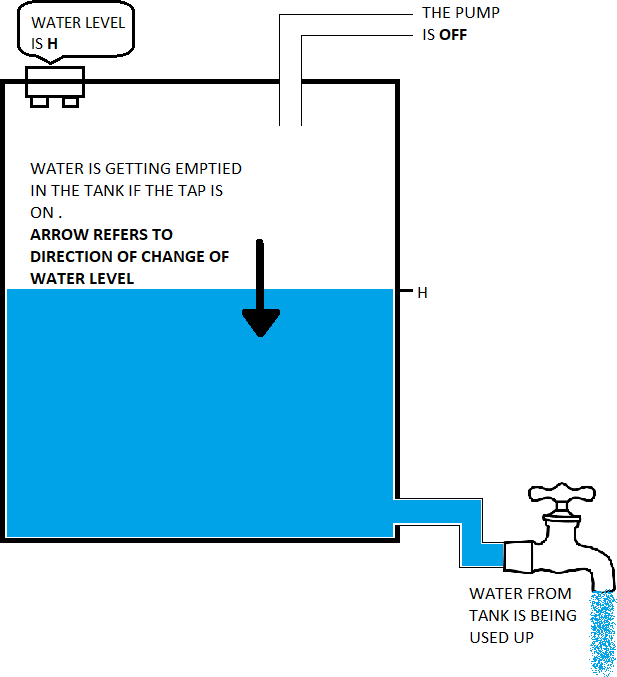 WATER LEVEL
IS H
THE PUMP
IS OFF
WATER IS GETTING EMPTIED
IN THE TANK IF THE TAP IS
ON .
ARROW REFERS TO
DIRECTION OF CHANGE OF
WATER LEVEL
H
WATER FROM
TANK IS BEING
USED UP